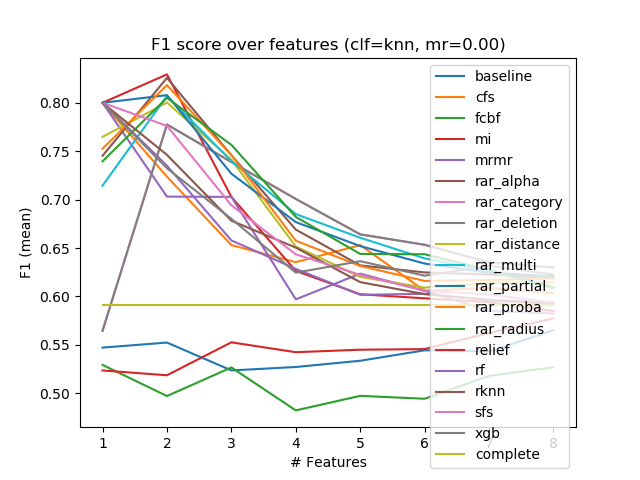 F1 score over features (clf=knn, mr=0.00)
F1 (mean)
0.80
0.75
0.70
0.65
0.60
0.55
0.50
baseline
cfs
fcbf
mi
mrmr
rar_alpha
rar_category
rar_deletion
rar_distance
rar_multi
rar_partial
rar_proba
rar_radius
relief
rf
rknn
sfs
xgb
complete
1 2 3 4 5 6 7 8
# Features